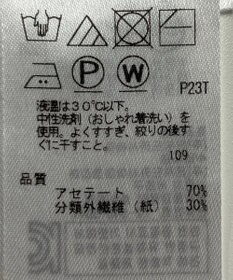 P
W
P23T
液温は30℃以下。
中性洗剤（おしゃれ着洗い）を
使用。よくすすぎ、絞りの後す
ぐに干すこと。
109
品質
アセテート 70%
分類外繊維（紙） 30%